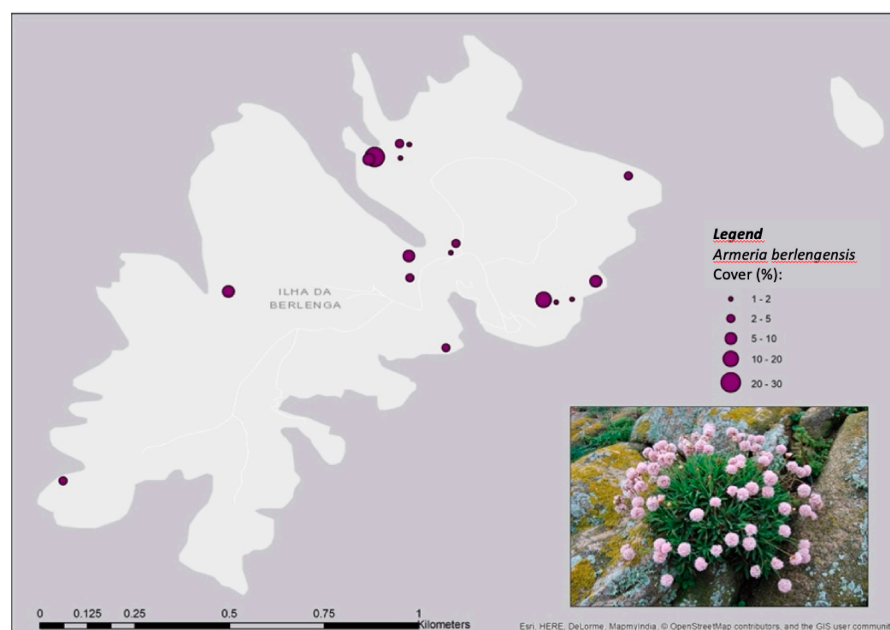 ILHA DA
BERLENGA
Legend
Armeria berlengensis
Cover (%):
1 - 2
2 - 5
5 - 10
10 - 20
20 - 30
0 0.125 0.25 0.5 0.75 1
Kilometers
Esri, HERE, DeLorme, MapmyIndia, © OpenStreetMap contributors, and the GIS user communit